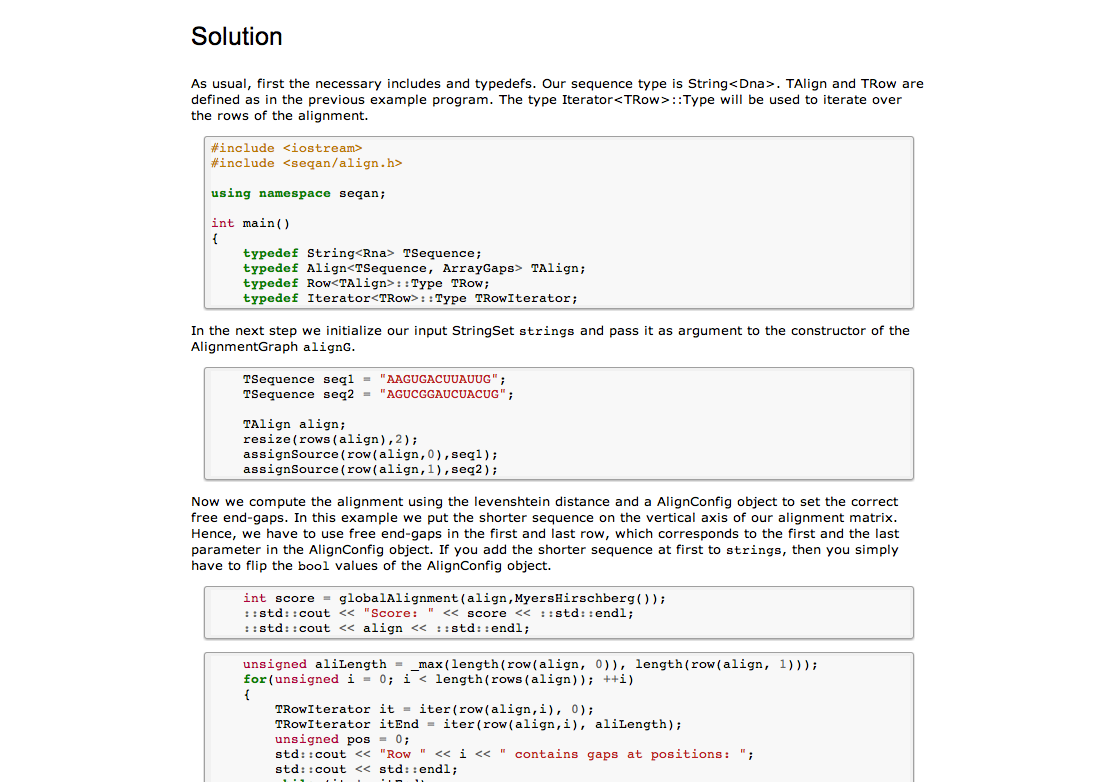 Solution
As usual, first the necessary includes and typedefs. Our sequence type is String<Dna>. TAlign and TRow are
defined as in the previous example program. The type Iterator<TRow>::Type will be used to iterate over
the rows of the alignment.
#include <iostream>
#include <seqan/align.h>
using namespace seqan;
int main()
{
    typedef String<Rna> TSequence;
    typedef Align<TSequence, ArrayGaps> TAlign;
    typedef Row<TAlign>::Type TRow;
    typedef Iterator<TRow>::Type TRowIterator;
In the next step we initialize our input StringSet strings and pass it as argument to the constructor of the
AlignmentGraph alignG.
    TSequence seq1 = "AAGUGACUUAUUG";
    TSequence seq2 = "AGUCGGAUCUACUG";
    TAlign align;
    resize(rows(align),2);
    assignSource(row(align,0),seq1);
    assignSource(row(align,1),seq2);
Now we compute the alignment using the levenshtein distance and a AlignConfig object to set the correct
free end-gaps. In this example we put the shorter sequence on the vertical axis of our alignment matrix.
Hence, we have to use free end-gaps in the first and last row, which corresponds to the first and the last
parameter in the AlignConfig object. If you add the shorter sequence at first to strings, then you simply
have to flip the bool values of the AlignConfig object.
    int score = globalAlignment(align,MyersHirschberg());
    ::std::cout << "Score: " << score << ::std::endl;
    ::std::cout << align << ::std::endl;
    unsigned aliLength = _max(length(row(align, 0)), length(row(align, 1)));
    for(unsigned i = 0; i < length(rows(align)); ++i)
    {
        TRowIterator it = iter(row(align,i), 0);
        TRowIterator itEnd = iter(row(align,i), aliLength);
        unsigned pos = 0;
        std::cout << "Row " << i << " contains gaps at positions: ";
        std::cout << std::endl;